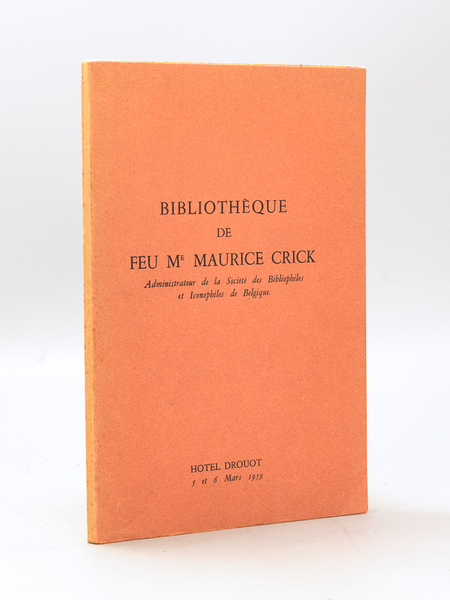 BIBLIOTHÈQUE
DE
FEU Mᴱ MAURICE CRICK
Administrateur de la Société des Bibliophiles
et Iconophiles de Belgique.
HOTEL DROUOT
5 et 6 Mars 1959